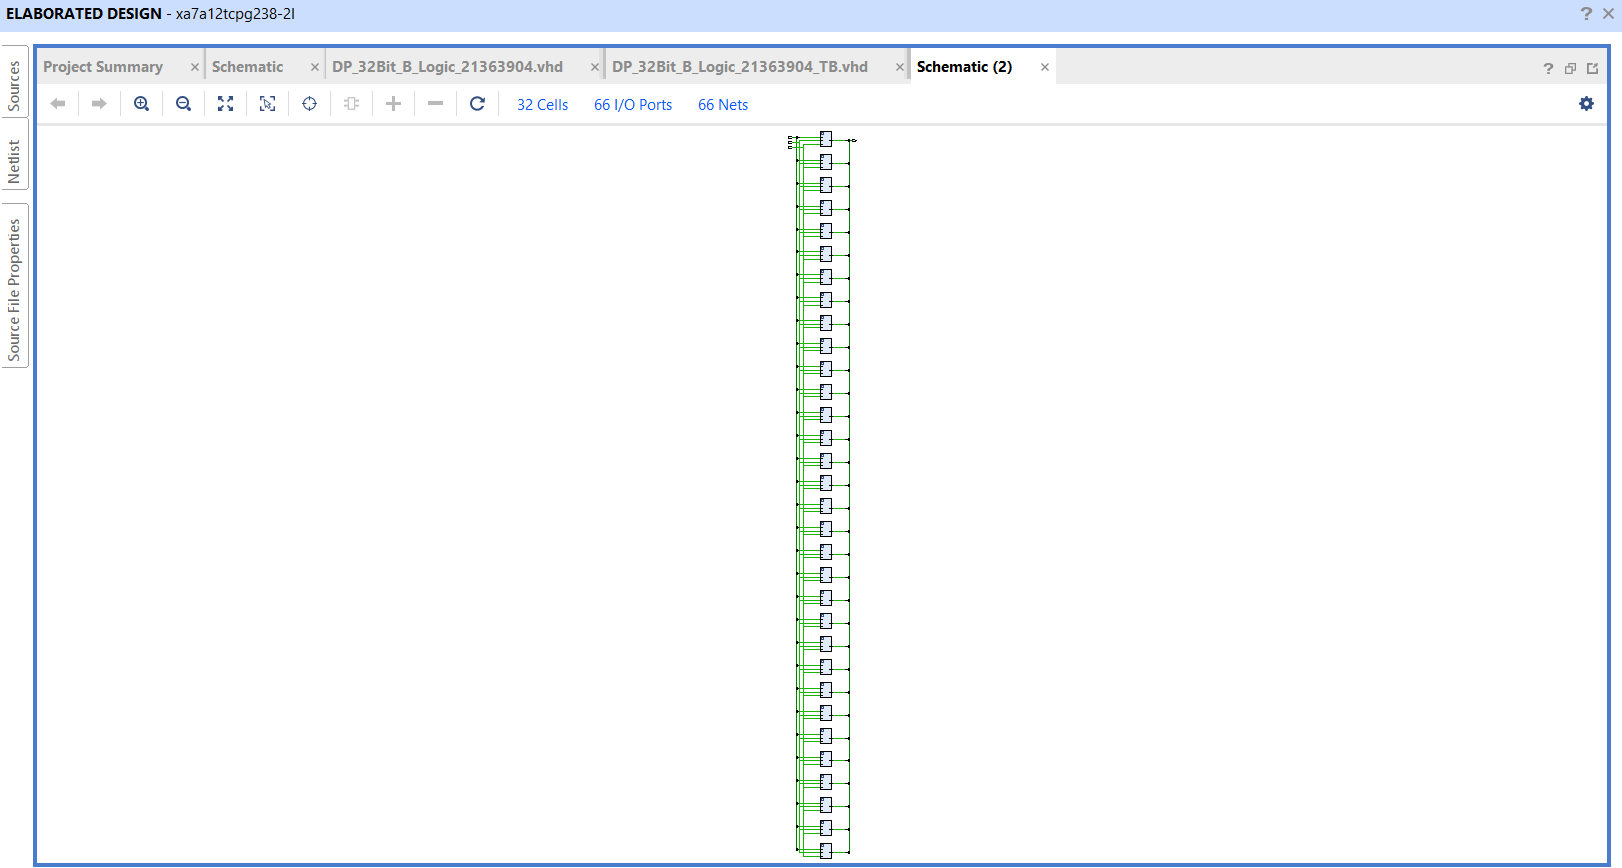 ELABORATED DESIGN - xa7a12tcpg238-2I
Sources
Netlist
Source File Properties
Project Summary
Schematic
DP_32Bit_B_Logic_21363904.vhd
DP_32Bit_B_Logic_21363904_TB.vhd
Schematic (2)
32 Cells
66 I/O Ports
66 Nets